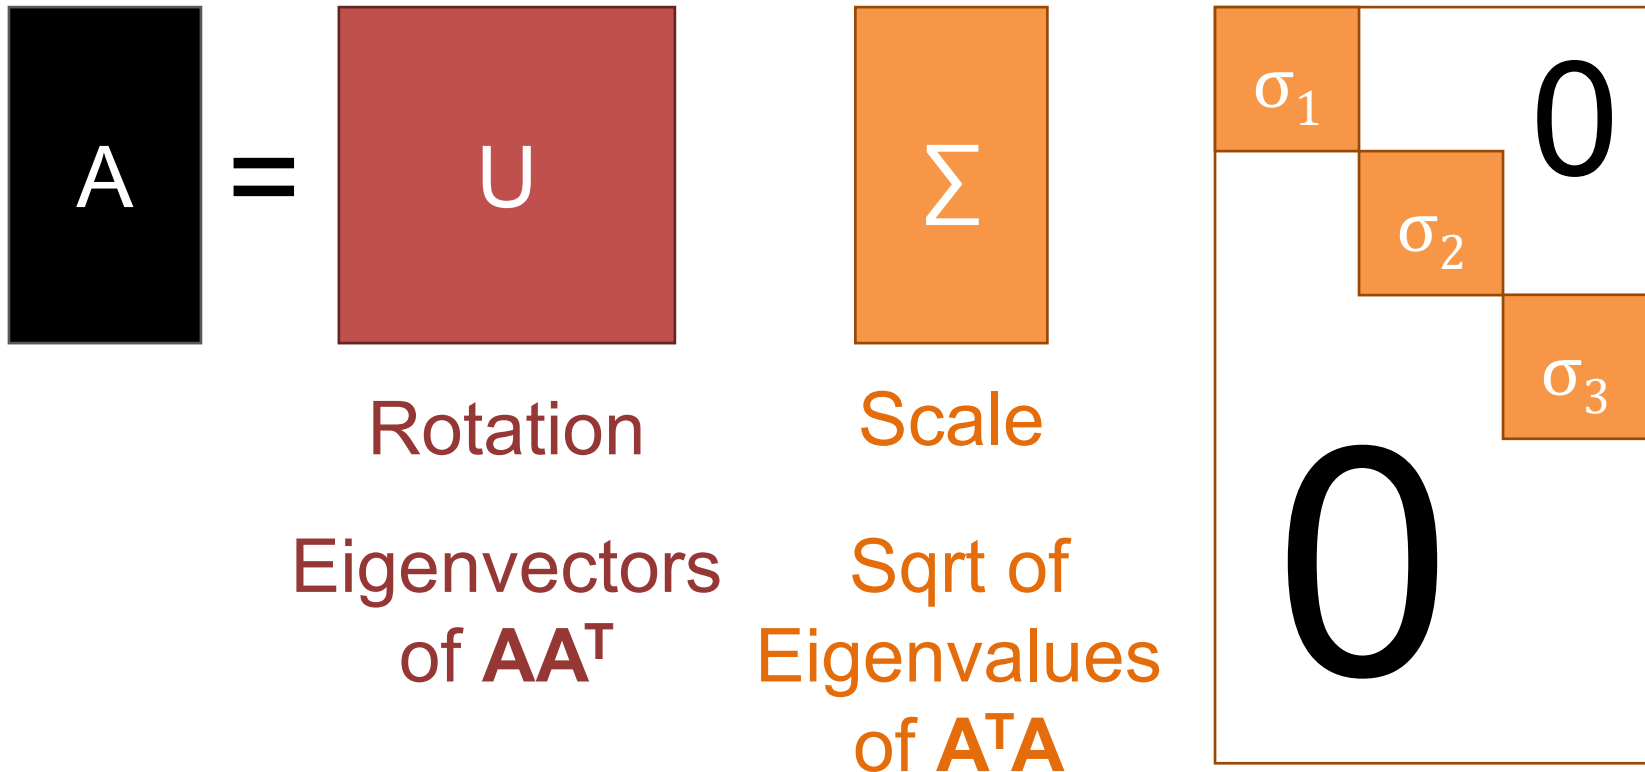 A = U Σ
σ₁ 0
σ₂
σ₃
0
Rotation
Eigenvectors
of AAᵀ
Scale
Sqrt of
Eigenvalues
of AᵀA